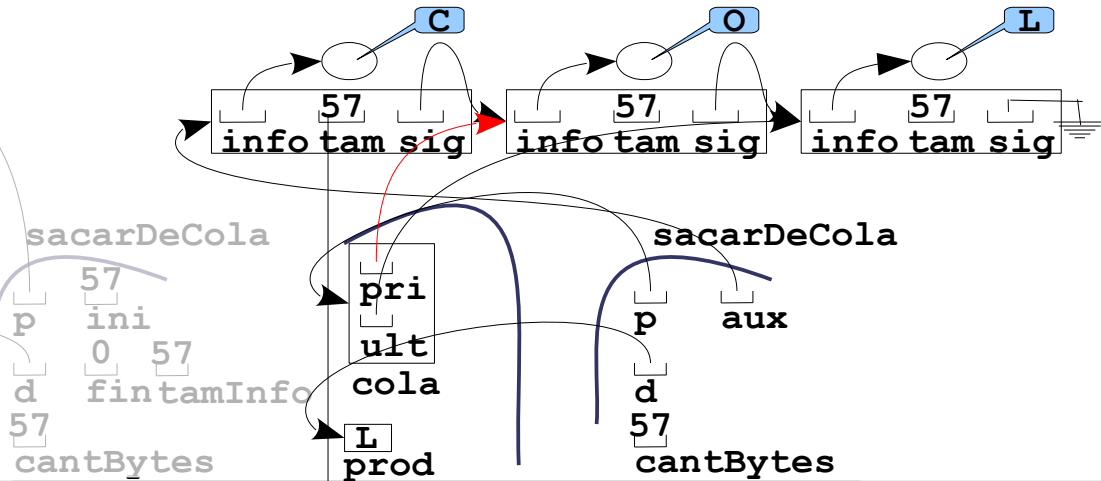 C O L
57 57 57
info tam sig info tam sig info tam sig
sacarDeCola sacarDeCola
57
pri
p ini p aux
0 57
ult
d fin tamInfo cola d
57 L 57
cantBytes prod cantBytes